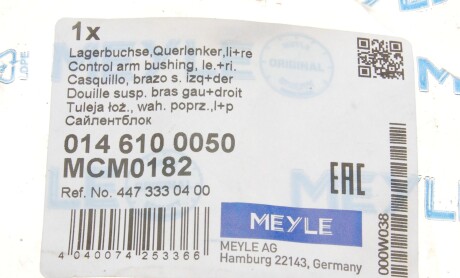 1x
Lagerbuchse,Querlenker,li+re
Control arm bushing, le.+ri.
Casquillo, brazo s. izq+der
Douille susp. bras gau+droit
Tuleja łoż., wah. poprz.,l+p
Сайлентблок
014 610 0050
MCM0182
Ref. No. 447 333 04 00
EAC
MEYLE
MEYLE AG
Hamburg 22143, Germany
4 040074 253366
000W038
LDPE
ORIGINAL